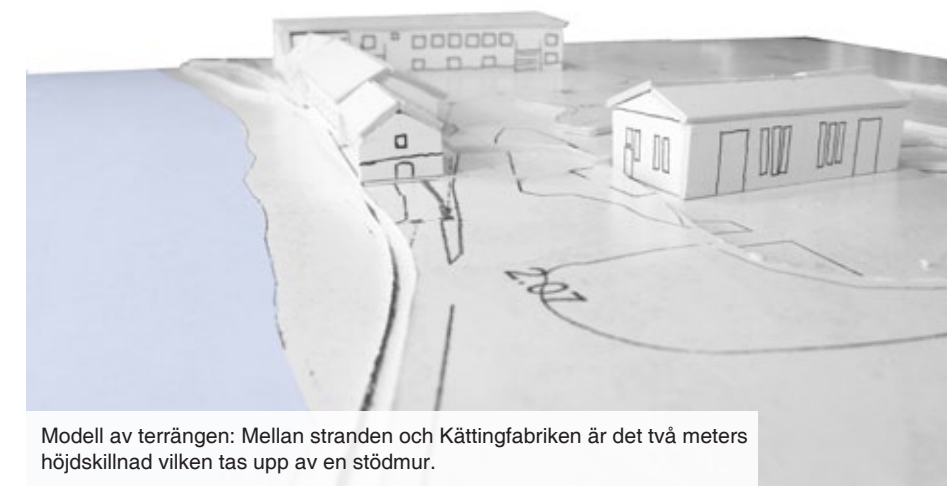 2.07
Modell av terrängen: Mellan stranden och Kättingfabriken är det två meters
höjdskillnad vilken tas upp av en stödmur.